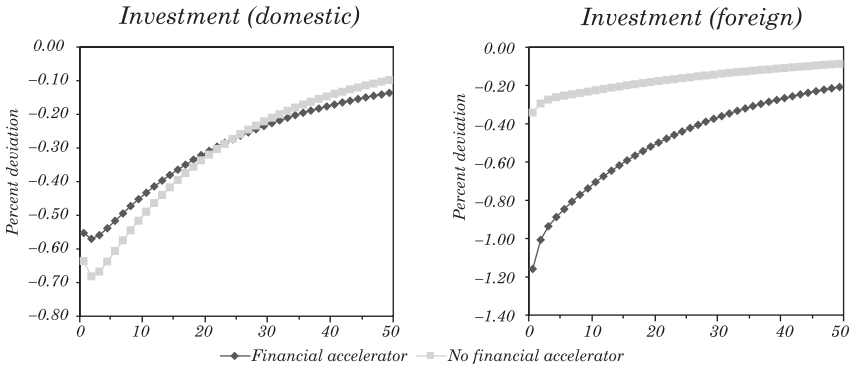 Investment (domestic)
Investment (foreign)
Percent deviation
0.00
–0.10
–0.20
–0.30
–0.40
–0.50
–0.60
–0.70
–0.80
0 10 20 30 40 50
Percent deviation
0.00
–0.20
–0.40
–0.60
–0.80
–1.00
–1.20
–1.40
0 10 20 30 40 50
Financial accelerator No financial accelerator